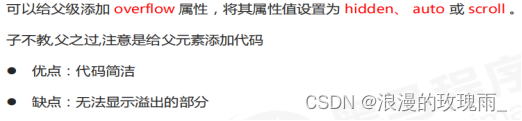 可以给父级添加 overflow 属性，将其属性值设置为 hidden、 auto 或 scroll 。
子不教,父之过,注意是给父元素添加代码
● 优点：代码简洁
● 缺点：无法显示溢出的部分
CSDN @浪漫的玫瑰雨_